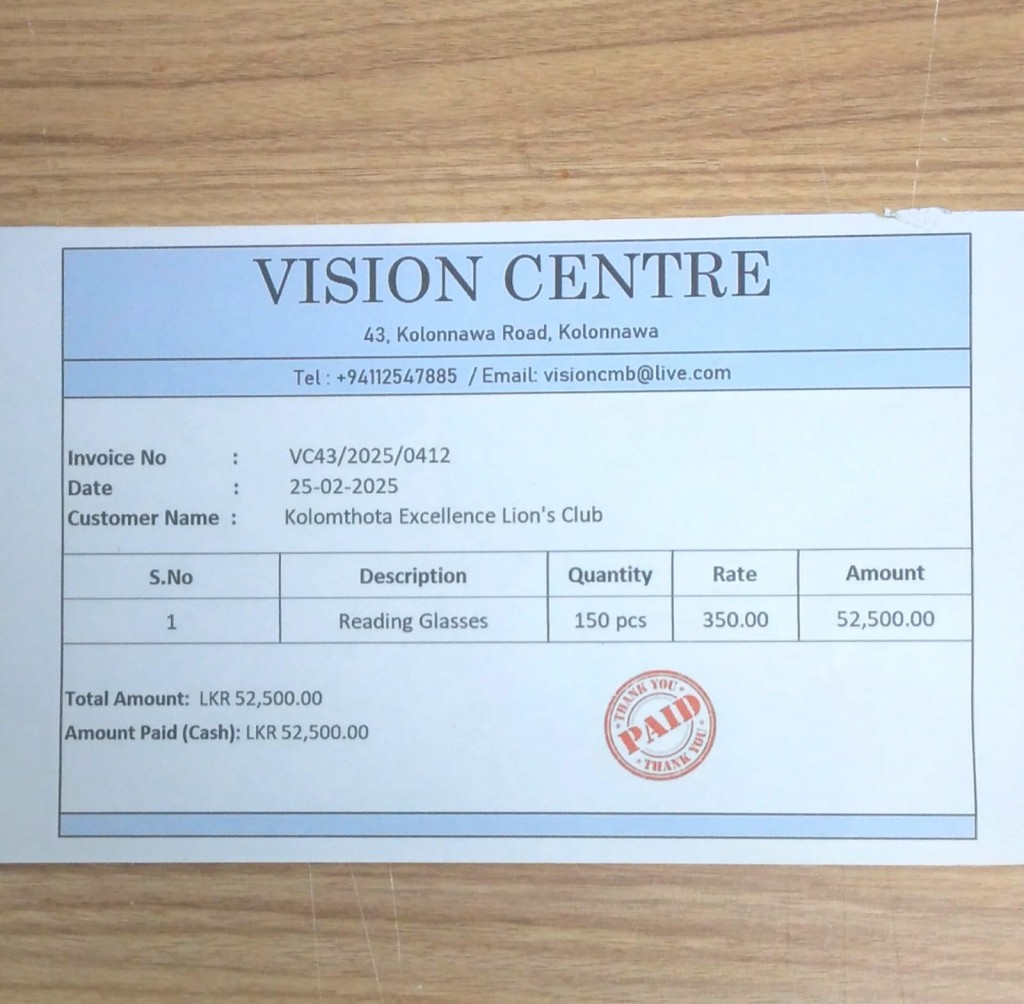 VISION CENTRE
43, Kolonnawa Road, Kolonnawa
Tel : +94112547885 / Email: visioncmb@live.com
Invoice No : VC43/2025/0412
Date : 25-02-2025
Customer Name : Kolomthota Excellence Lion's Club
S.No Description Quantity Rate Amount
1 Reading Glasses 150 pcs 350.00 52,500.00
Total Amount: LKR 52,500.00
Amount Paid (Cash): LKR 52,500.00
THANK YOU
PAID
THANK YOU